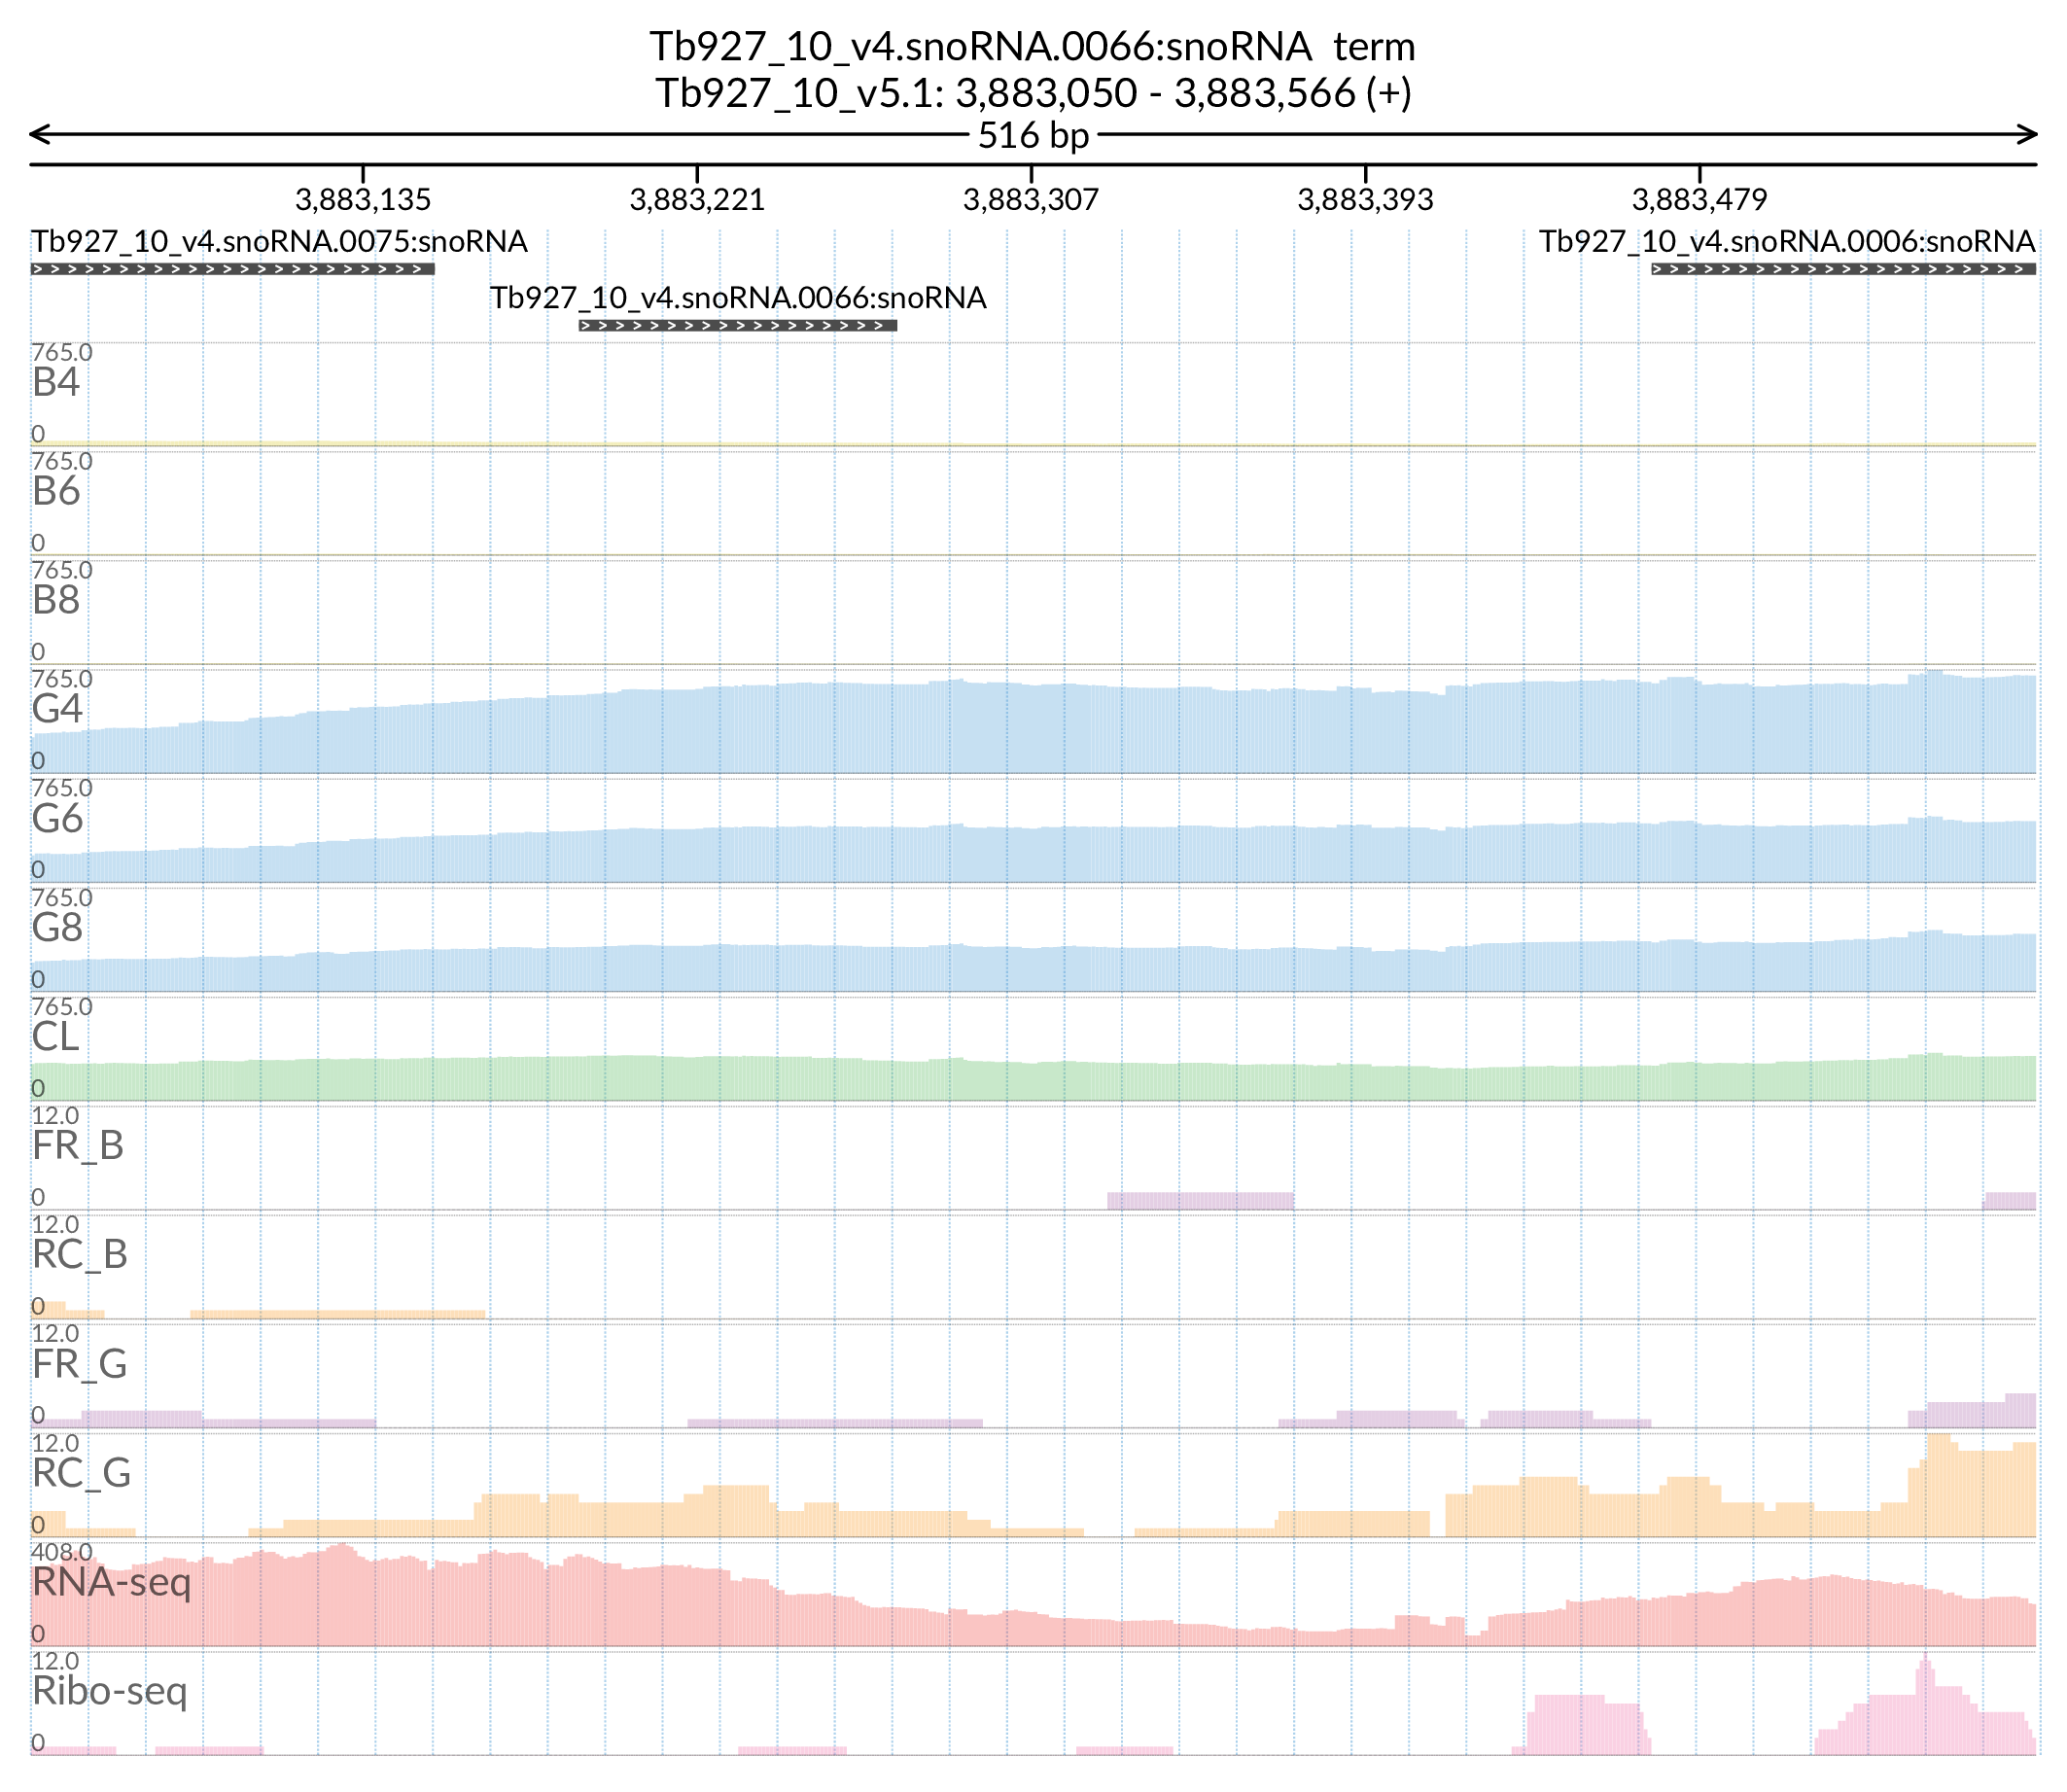 Tb927_10_v4.snoRNA.0066:snoRNA term
Tb927_10_v5.1: 3,883,050 - 3,883,566 (+)
516 bp
3,883,135 3,883,221 3,883,307 3,883,393 3,883,479
Tb927_10_v4.snoRNA.0075:snoRNA Tb927_10_v4.snoRNA.0006:snoRNA
Tb927_10_v4.snoRNA.0066:snoRNA
765.0
B4
0
765.0
B6
0
765.0
B8
0
765.0
G4
0
765.0
G6
0
765.0
G8
0
765.0
CL
0
12.0
FR_B
0
12.0
RC_B
0
12.0
FR_G
0
12.0
RC_G
0
408.0
RNA-seq
0
12.0
Ribo-seq
0